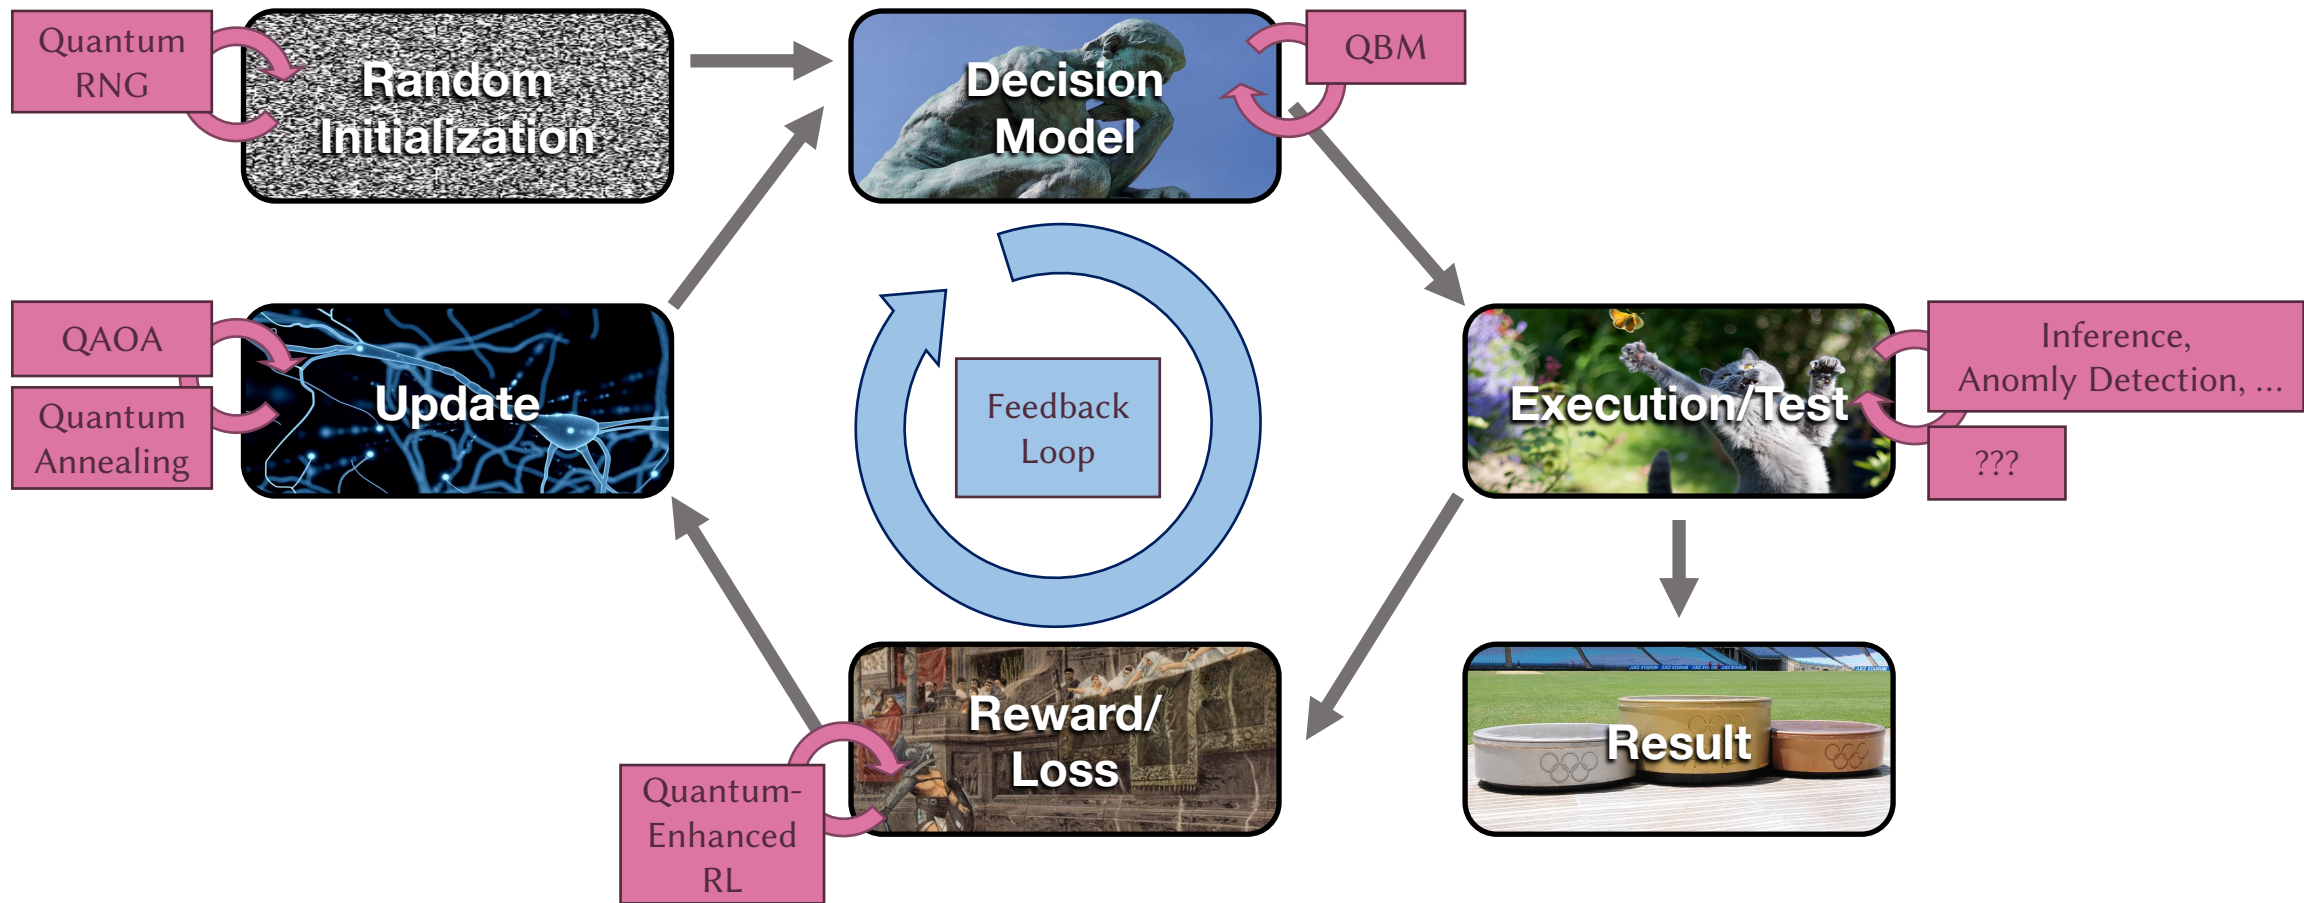 Quantum
RNG
Random
Initialization
Decision
Model
QBM
QAOA
Quantum
Annealing
Update
Feedback
Loop
Execution/Test
Inference,
Anomly Detection, ...
???
Reward/
Loss
Quantum-
Enhanced
RL
Result